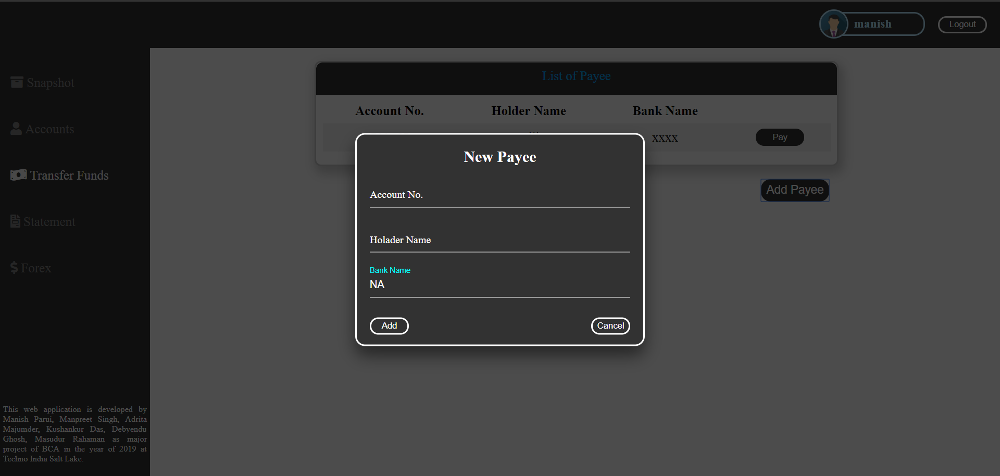 manish
Logout
Snapshot
Accounts
Transfer Funds
Statement
Forex
List of Payee
Account No. Holder Name Bank Name
xxxx Pay
Add Payee
New Payee
Account No.
Holader Name
Bank Name
NA
Add Cancel
This web application is developed by
Manish Parui, Manpreet Singh, Adrita
Majumder, Kushankur Das, Debyendu
Ghosh, Masudur Rahaman as major
project of BCA in the year of 2019 at
Techno India Salt Lake.